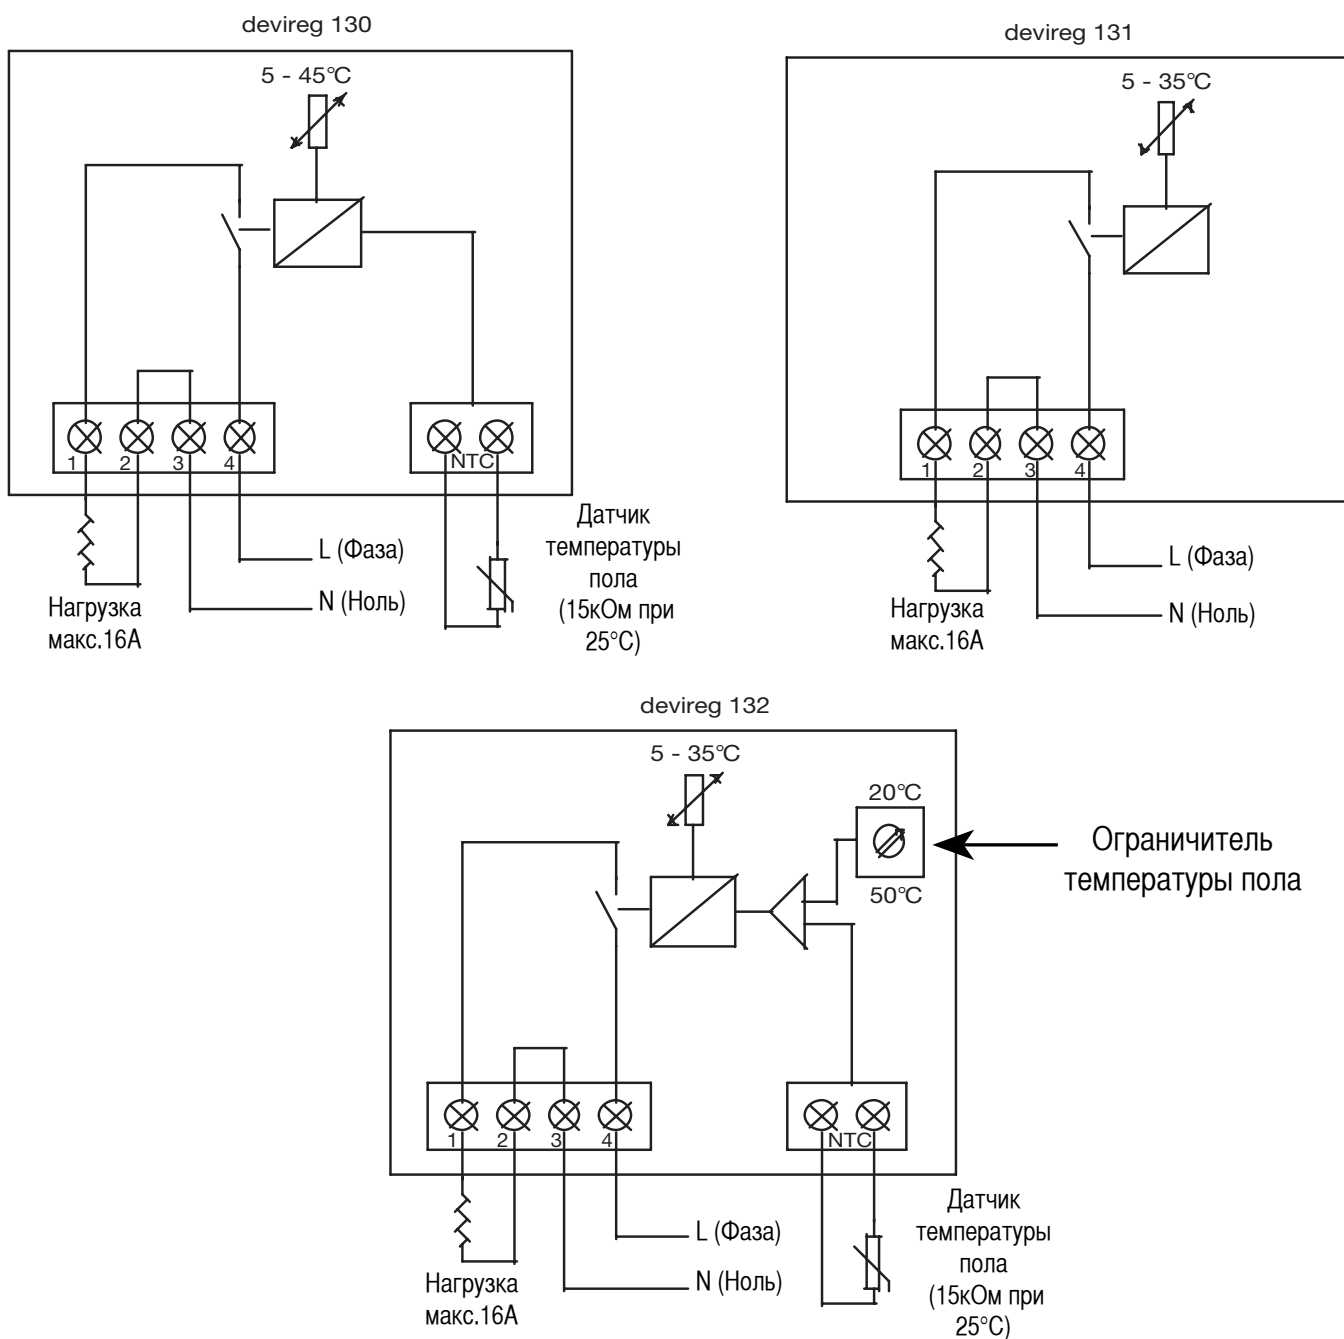 devireg 130
5 - 45°C
1
2
3
4
NTC
L (Фаза)
N (Ноль)
Нагрузка
макс.16А
Датчик
температуры
пола
(15кОм при
25°С)
devireg 131
5 - 35°C
1
2
3
4
L (Фаза)
N (Ноль)
Нагрузка
макс.16А
devireg 132
5 - 35°C
20°C
50°C
Ограничитель
температуры пола
1
2
3
4
NTC
L (Фаза)
N (Ноль)
Нагрузка
макс.16А
Датчик
температуры
пола
(15кОм при
25°С)